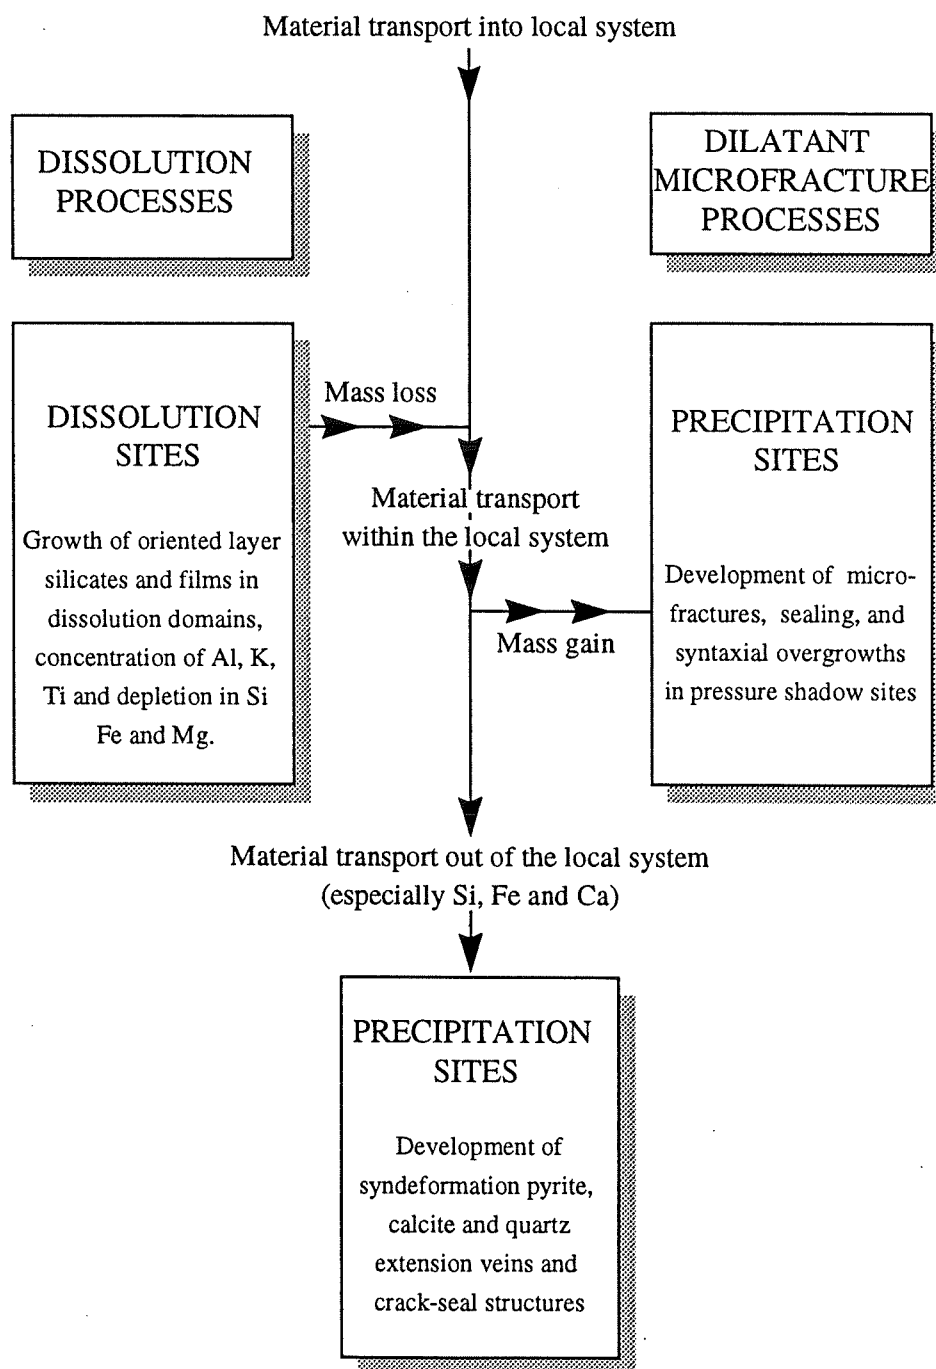 Material transport into local system
DISSOLUTION
PROCESSES
DILATANT
MICROFRACTURE
PROCESSES
Mass loss
DISSOLUTION
SITES
Growth of oriented layer
silicates and films in
dissolution domains,
concentration of Al, K,
Ti and depletion in Si
Fe and Mg.
Material transport
within the local system
Mass gain
PRECIPITATION
SITES
Development of micro-
fractures, sealing, and
syntaxial overgrowths
in pressure shadow sites
Material transport out of the local system
(especially Si, Fe and Ca)
PRECIPITATION
SITES
Development of
syndeformation pyrite,
calcite and quartz
extension veins and
crack-seal structures